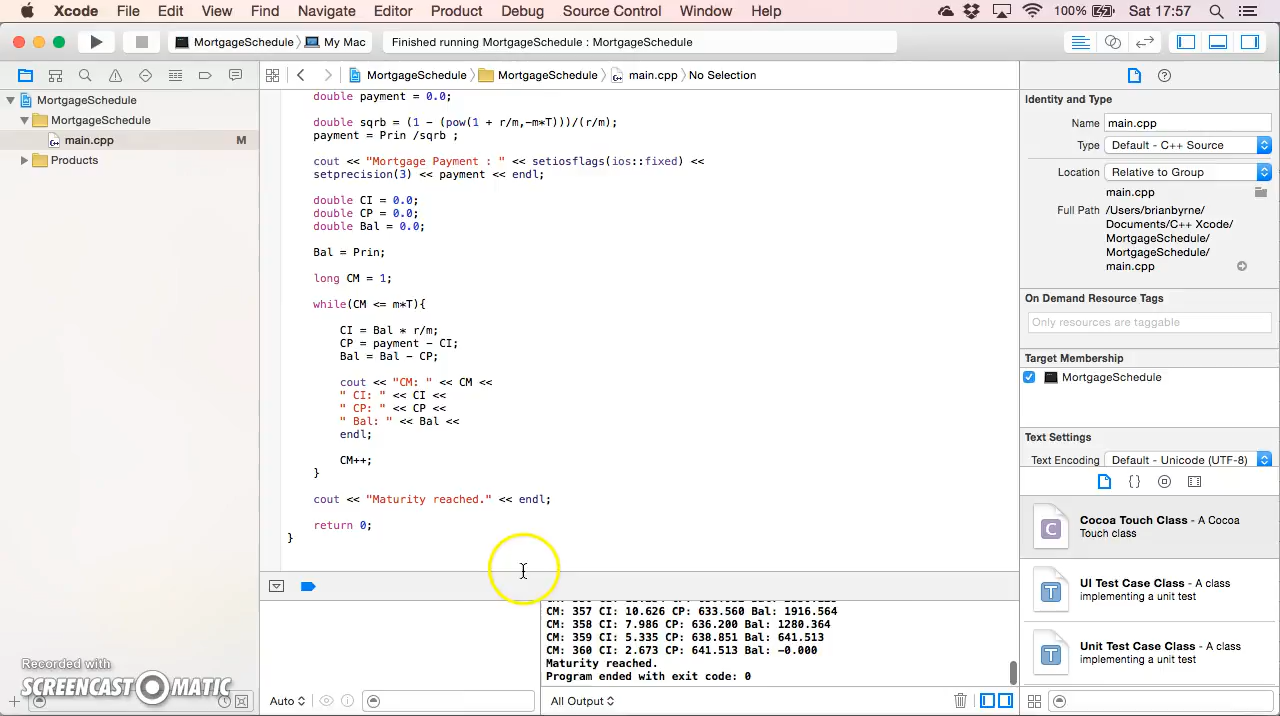 Xcode File Edit View Find Navigate Editor Product Debug Source Control Window Help 100% Sat 17:57
MortgageSchedule My Mac Finished running MortgageSchedule : MortgageSchedule
MortgageSchedule MortgageSchedule main.cpp No Selection
MortgageSchedule
MortgageSchedule
main.cpp M
Products
double payment = 0.0;
double sqrb = (1 - (pow(1 + r/m,-m*T)))/(r/m);
payment = Prin /sqrb ;
cout << "Mortgage Payment : " << setiosflags(ios::fixed) <<
setprecision(3) << payment << endl;
double CI = 0.0;
double CP = 0.0;
double Bal = 0.0;
Bal = Prin;
long CM = 1;
while(CM <= m*T){
CI = Bal * r/m;
CP = payment - CI;
Bal = Bal - CP;
cout << "CM: " << CM <<
" CI: " << CI <<
" CP: " << CP <<
" Bal: " << Bal <<
endl;
CM++;
}
cout << "Maturity reached." << endl;
return 0;
}
CM: 357 CI: 10.626 CP: 633.560 Bal: 1916.564
CM: 358 CI: 7.986 CP: 636.200 Bal: 1280.364
CM: 359 CI: 5.335 CP: 638.851 Bal: 641.513
CM: 360 CI: 2.673 CP: 641.513 Bal: -0.000
Maturity reached.
Program ended with exit code: 0
Auto All Output
Identity and Type
Name main.cpp
Type Default - C++ Source
Location Relative to Group
main.cpp
Full Path /Users/brianbyrne/
Documents/C++ Xcode/
MortgageSchedule/
MortgageSchedule/
main.cpp
On Demand Resource Tags
Only resources are taggable
Target Membership
MortgageSchedule
Text Settings
Text Encoding Default - Unicode (UTF-8)
Cocoa Touch Class - A Cocoa
Touch class
UI Test Case Class - A class
implementing a unit test
Unit Test Case Class - A class
implementing a unit test
Recorded with
SCREENCAST-O-MATIC